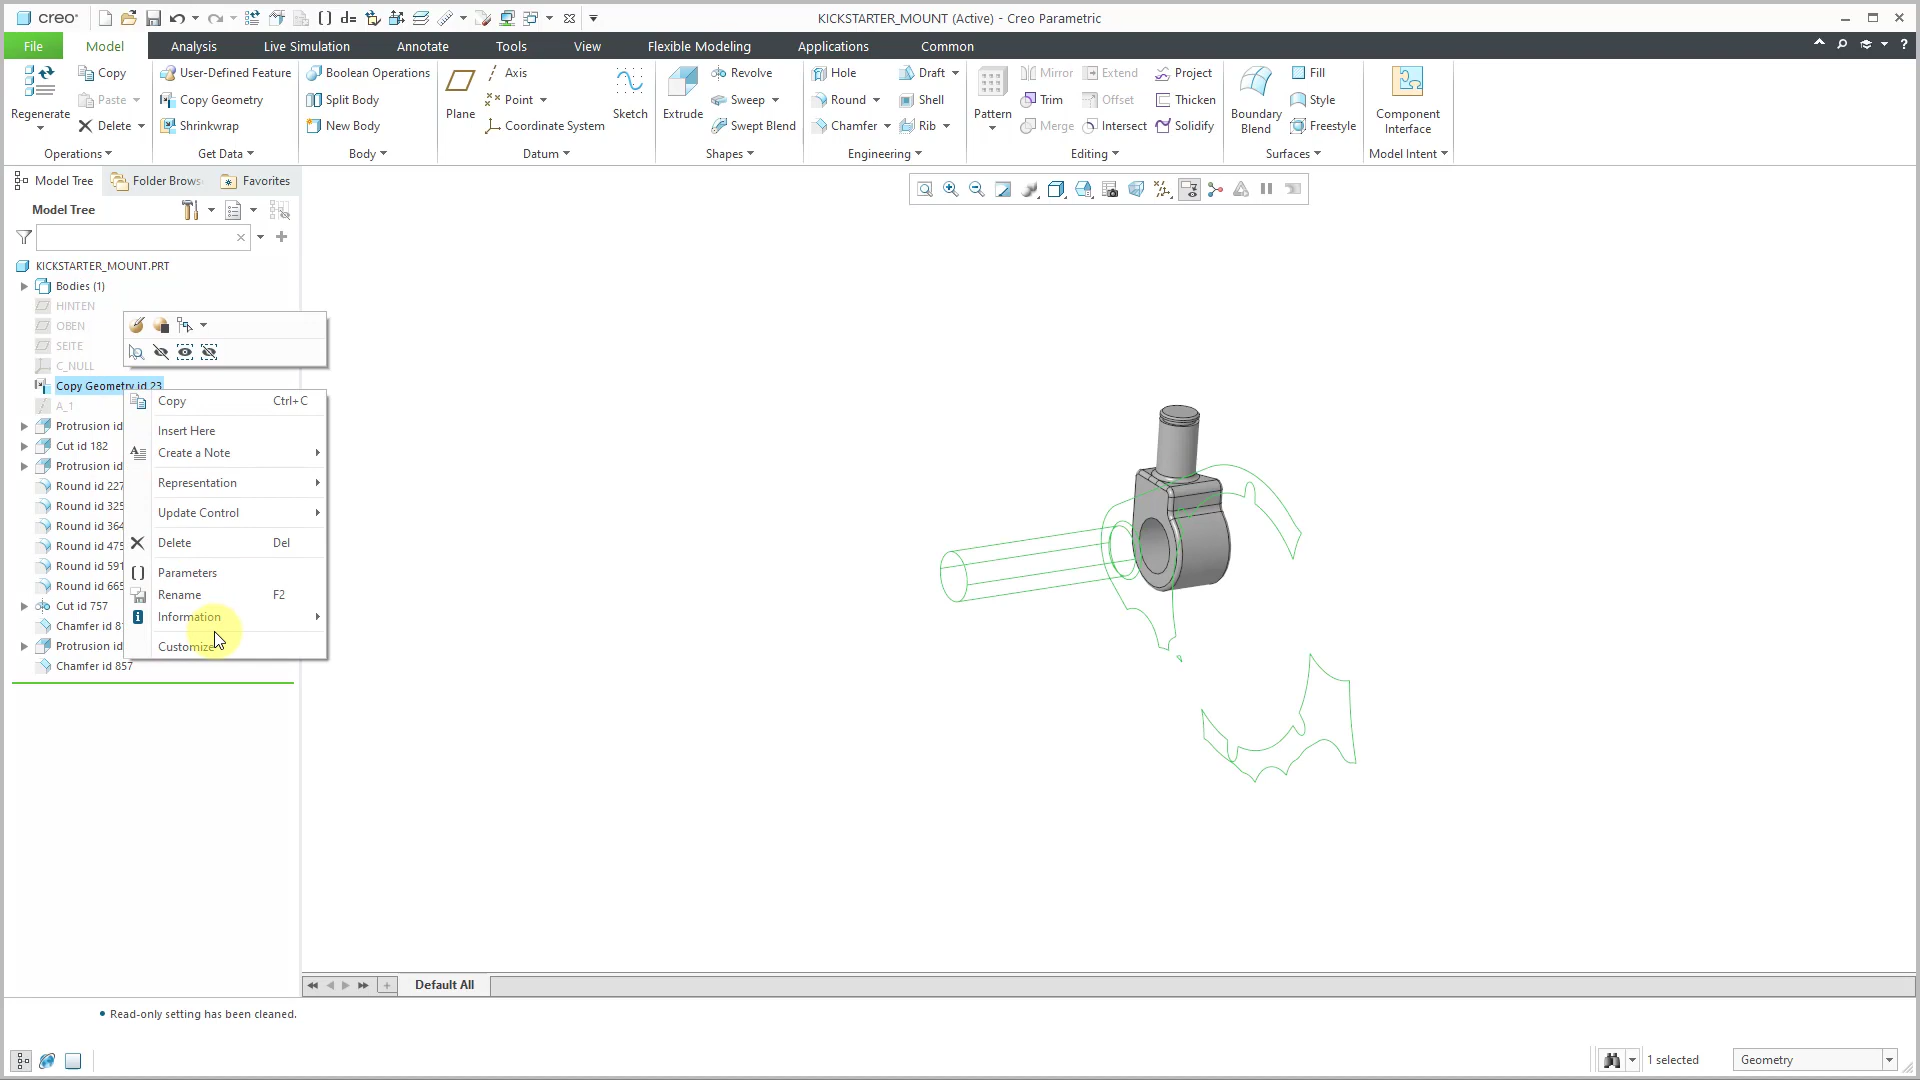 creo
KICKSTARTER_MOUNT (Active) - Creo Parametric
File
Model
Analysis
Live Simulation
Annotate
Tools
View
Flexible Modeling
Applications
Common
Regenerate
Copy
Paste
Delete
Operations
User-Defined Feature
Copy Geometry
Shrinkwrap
Get Data
Boolean Operations
Split Body
New Body
Body
Plane
Axis
Point
Coordinate System
Sketch
Datum
Extrude
Revolve
Sweep
Swept Blend
Shapes
Hole
Round
Chamfer
Draft
Shell
Rib
Engineering
Pattern
Mirror
Trim
Merge
Extend
Offset
Intersect
Project
Thicken
Solidify
Editing
Boundary
Blend
Fill
Style
Freestyle
Surfaces
Component
Interface
Model Intent
Model Tree
Folder Brows
Favorites
Model Tree
KICKSTARTER_MOUNT.PRT
Bodies (1)
HINTEN
OBEN
SEITE
C_NULL
Copy Geometry id 23
A_1
Protrusion id
Cut id 182
Protrusion id
Round id 227
Round id 325
Round id 364
Round id 475
Round id 591
Round id 665
Cut id 757
Chamfer id 8
Protrusion id
Chamfer id 857
Copy Ctrl+C
Insert Here
Create a Note
Representation
Update Control
Delete Del
Parameters
Rename F2
Information
Customize
Default All
Read-only setting has been cleaned.
1 selected
Geometry